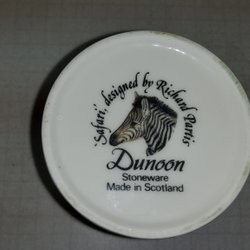 'Safari', designed by Richard Partis
Dunoon
Stoneware
Made in Scotland